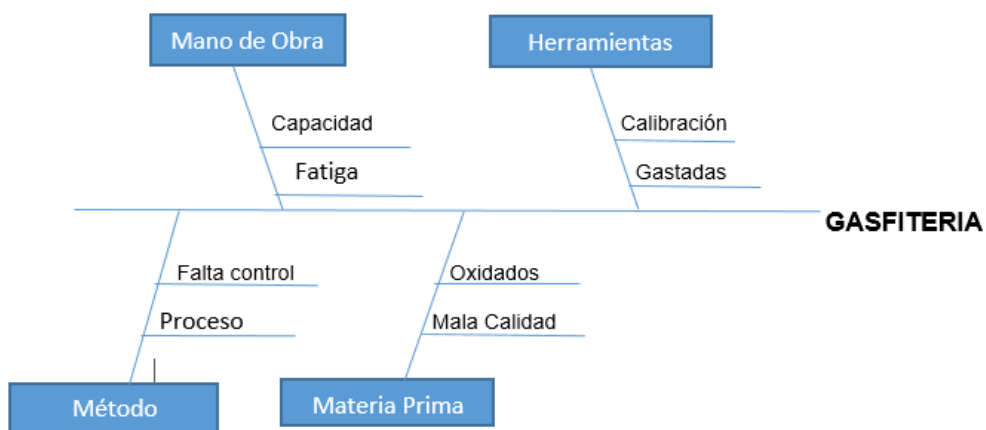 Mano de Obra
Herramientas
Capacidad
Calibración
Fatiga
Gastadas
GASFITERIA
Falta control
Oxidados
Proceso
Mala Calidad
Método
Materia Prima